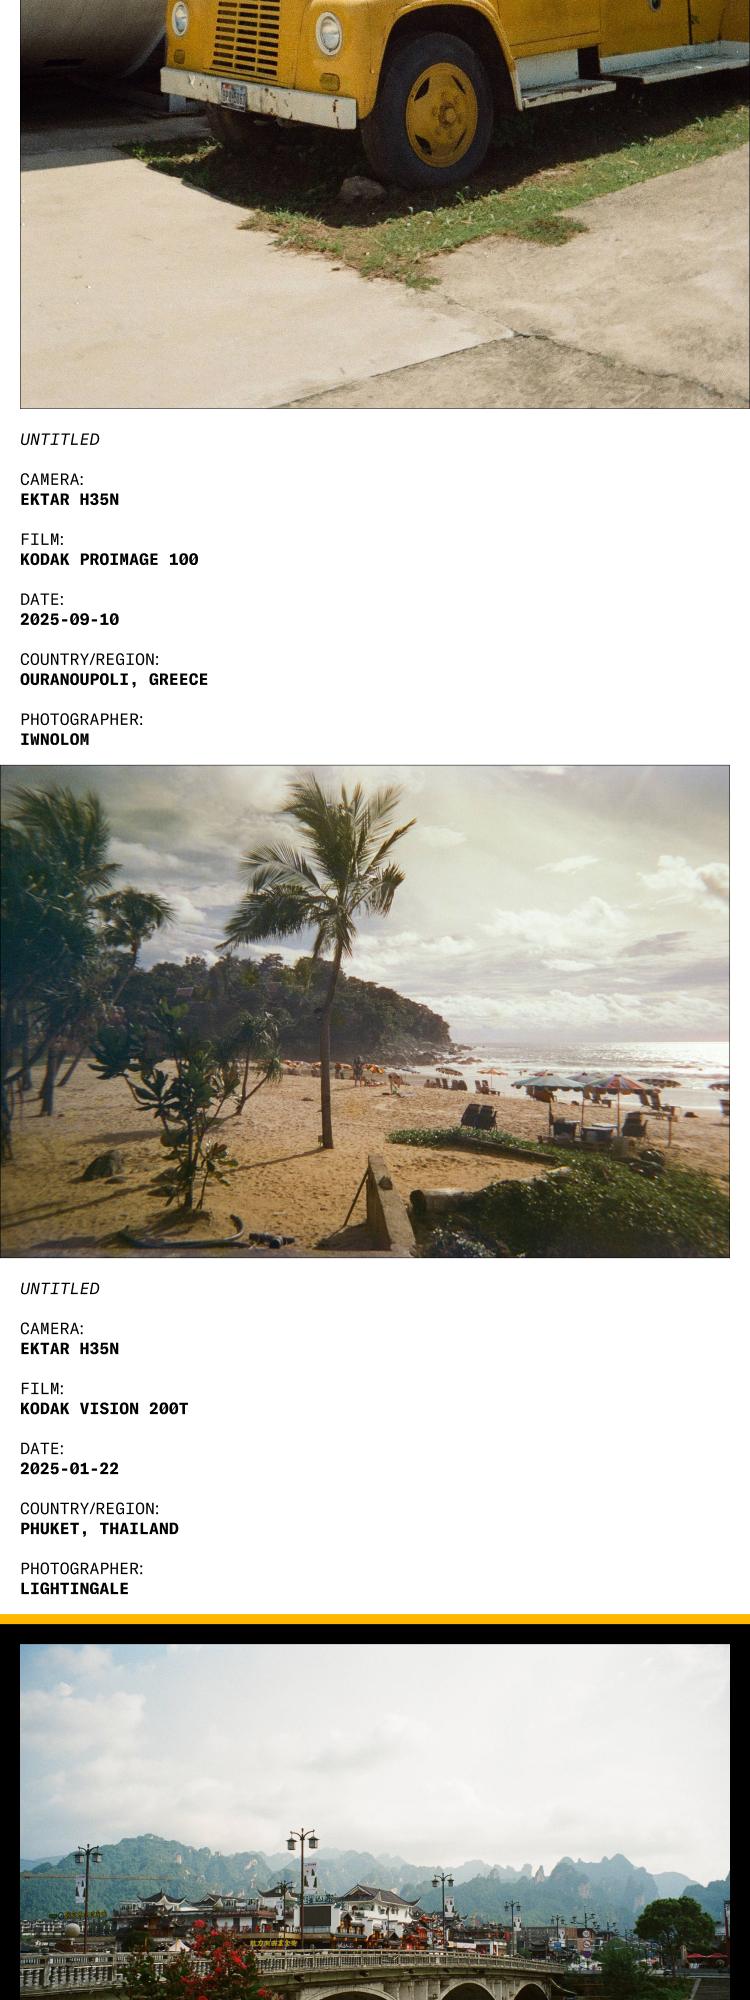 UNTITLED
CAMERA:
EKTAR H35N
FILM:
KODAK PROIMAGE 100
DATE:
2025-09-10
COUNTRY/REGION:
OURANOUPOLI, GREECE
PHOTOGRAPHER:
IWNOLOM
UNTITLED
CAMERA:
EKTAR H35N
FILM:
KODAK VISION 200T
DATE:
2025-01-22
COUNTRY/REGION:
PHUKET, THAILAND
PHOTOGRAPHER:
LIGHTINGALE